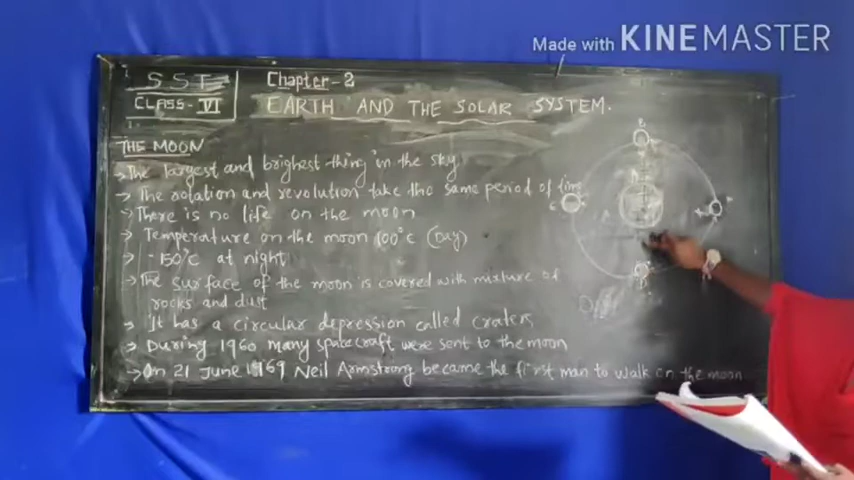 Made with KINEMASTER
SST
CLASS-VI
Chapter-2
EARTH AND THE SOLAR SYSTEM.
THE MOON
→ The largest and brighest thing in the sky
→ The rotation and revolution take the same period of time
→ There is no life on the moon
→ Temperature on the moon 100°c (Day)
→ -150°c at night
→ The surface of the moon is covered with mixture of
rocks and dust
→ It has a circular depression called craters
→ During 1960 many spacecraft were sent to the moon
→ On 21 June 1969 Neil Armstrong became the first man to walk on the moon
B